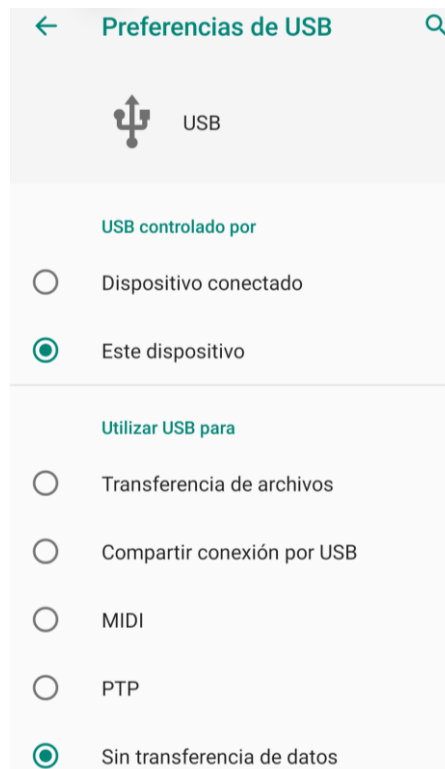 Preferencias de USB
USB
USB controlado por
Dispositivo conectado
Este dispositivo
Utilizar USB para
Transferencia de archivos
Compartir conexión por USB
MIDI
PTP
Sin transferencia de datos